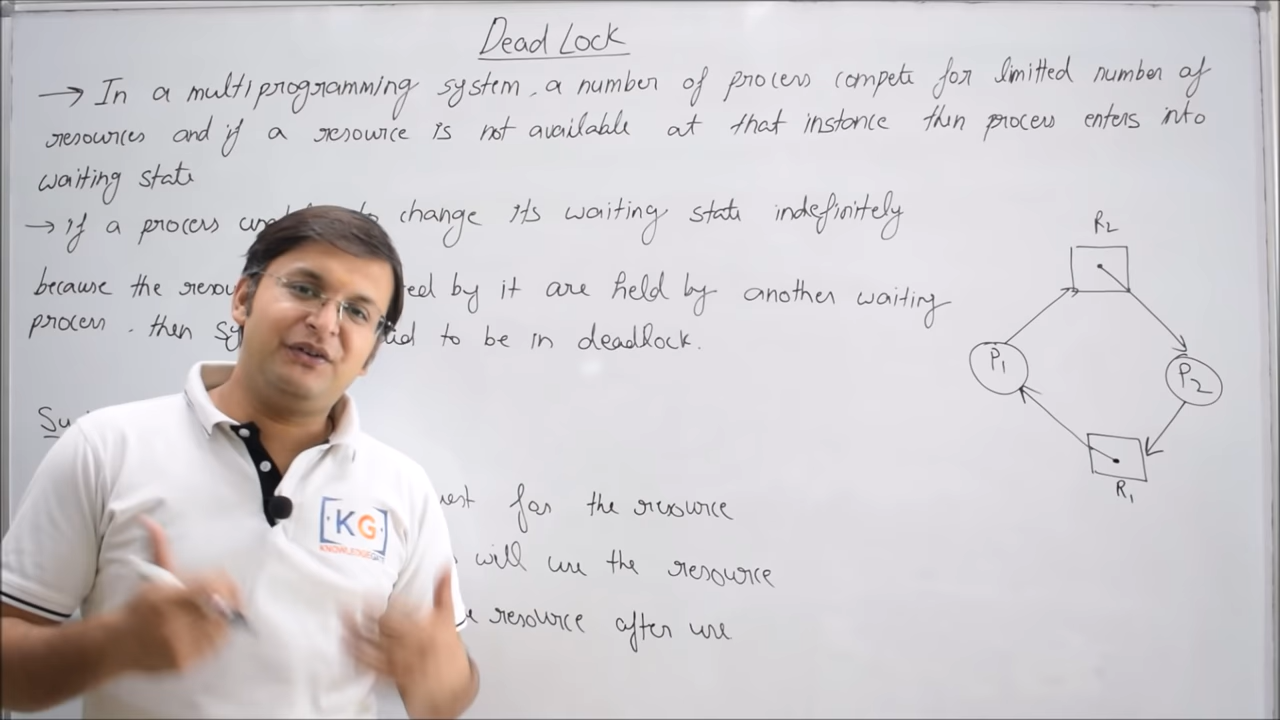 Dead Lock
→ In a multiprogramming system, a number of process compete for limitted number of
resources and if a resource is not available at that instance then process enters into
waiting state
→ if a process change its waiting state indefinitely
because the by it are held by another waiting
process. then to be in deadlock.
R2
P1
P2
R1
for the resource
will use the resource
resource after use
KG